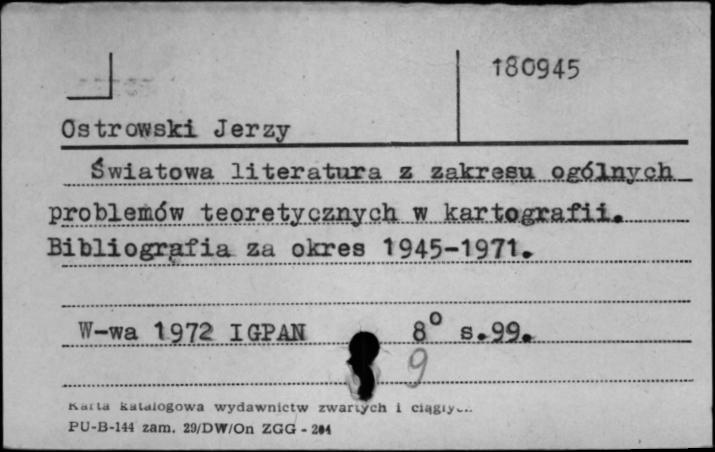 180945
Ostrowski Jerzy
Światowa literatura z zakresu ogólnych
problemów teoretycznych w kartografii.
Bibliografia za okres 1945-1971.
W-wa 1972 IGPAN 8° s.99.
9
Karta katalogowa wydawnictw zwartych i ciągłych
PU-B-144 zam. 29/DW/On ZGG - 204